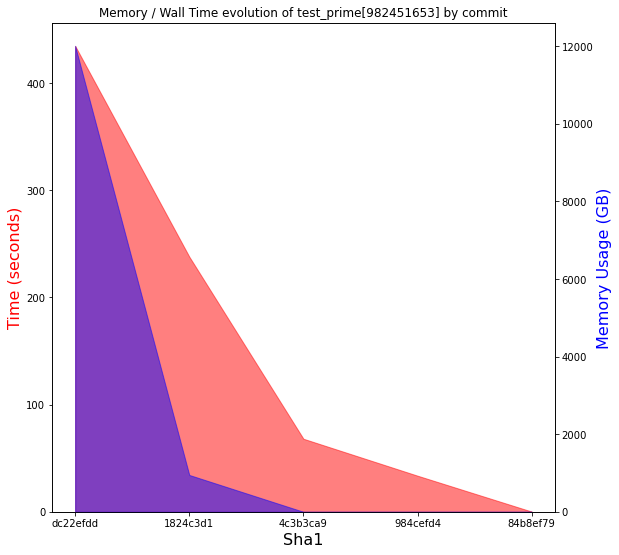 Memory / Wall Time evolution of test_prime[982451653] by commit
Time (seconds)
400
300
200
100
0
12000
10000
8000
6000
4000
2000
0
Memory Usage (GB)
dc22efdd 1824c3d1 4c3b3ca9 984cefd4 84b8ef79
Sha1